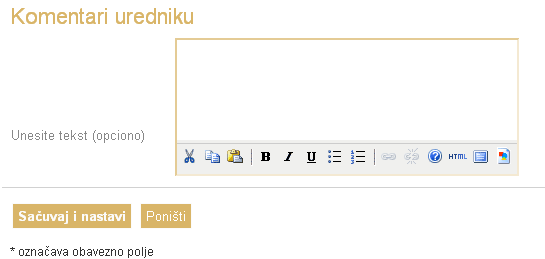 Komentari uredniku
Unesite tekst (opciono)
B I U HTML
Sačuvaj i nastavi Poništi
* označava obavezno polje